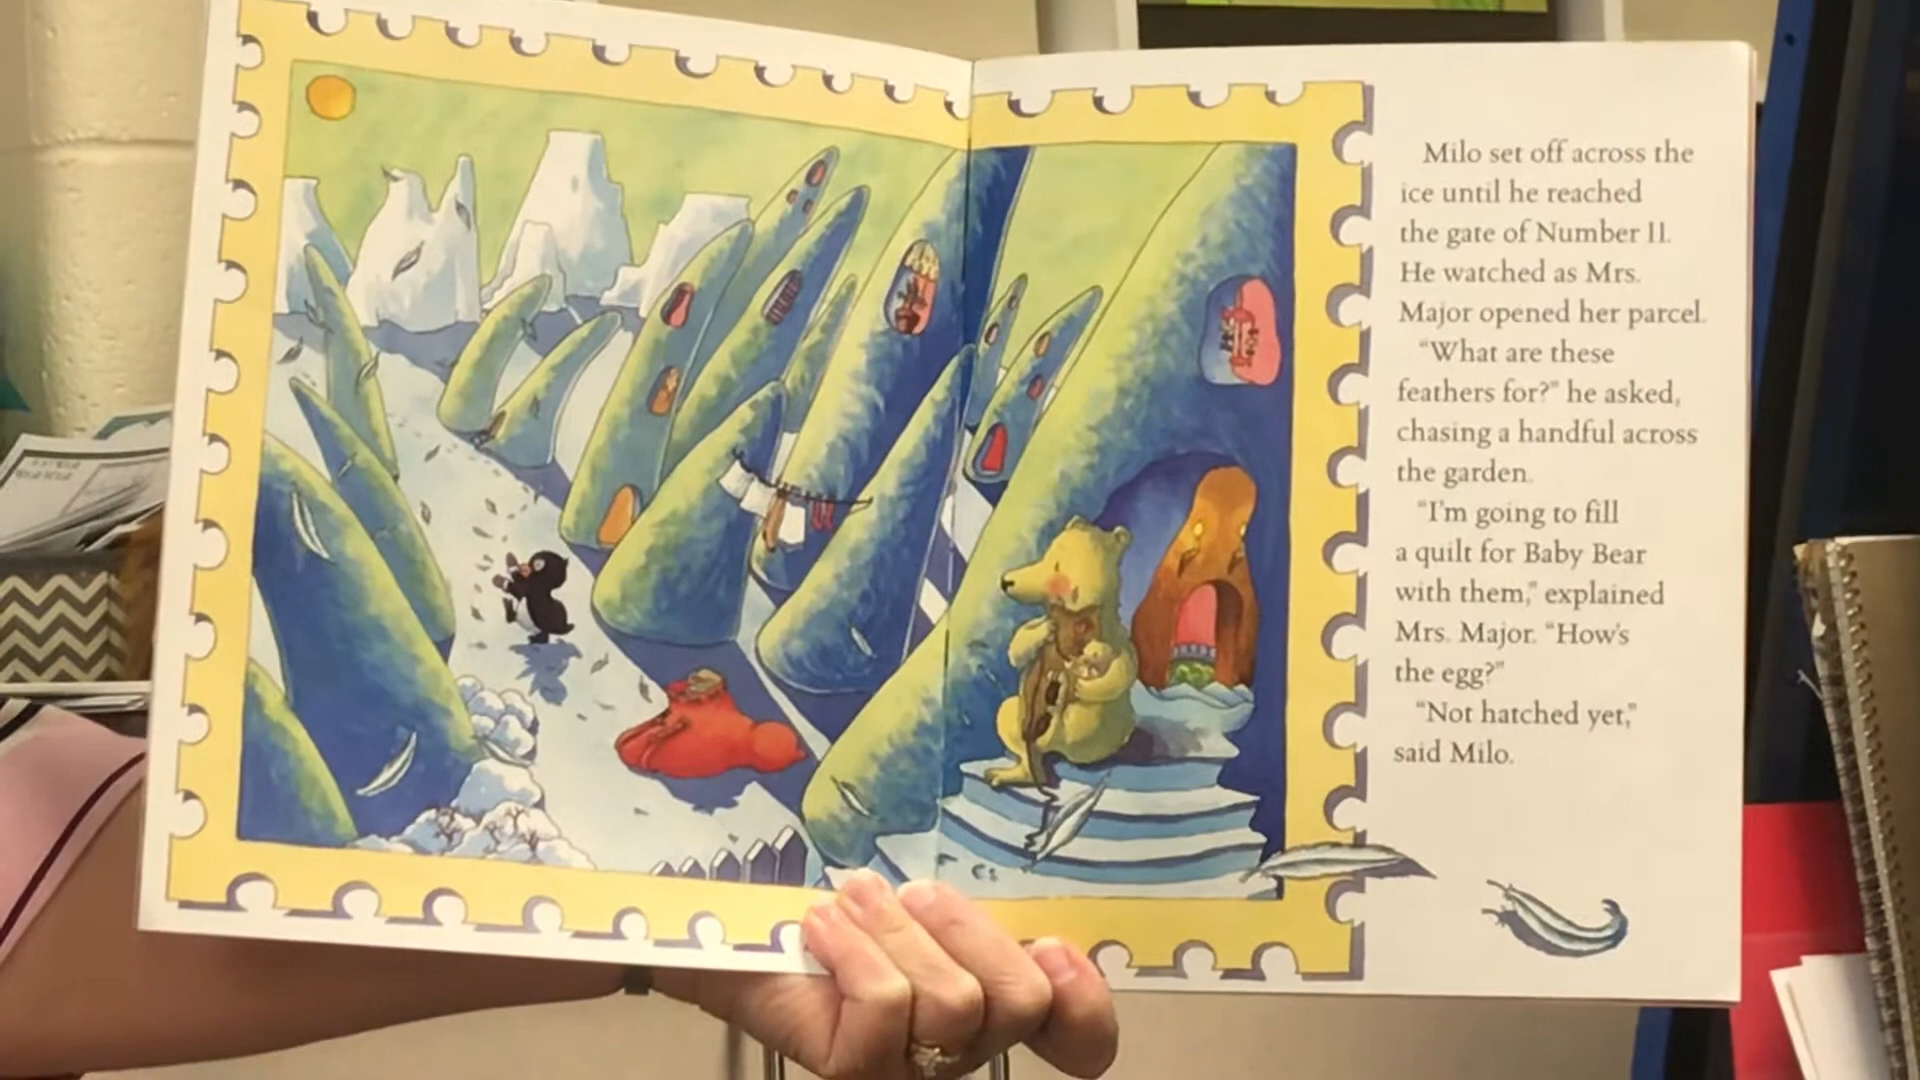 Milo set off across the
ice until he reached
the gate of Number 11.
He watched as Mrs.
Major opened her parcel.
"What are these
feathers for?" he asked,
chasing a handful across
the garden.
"I'm going to fill
a quilt for Baby Bear
with them," explained
Mrs. Major. "How's
the egg?"
"Not hatched yet,"
said Milo.